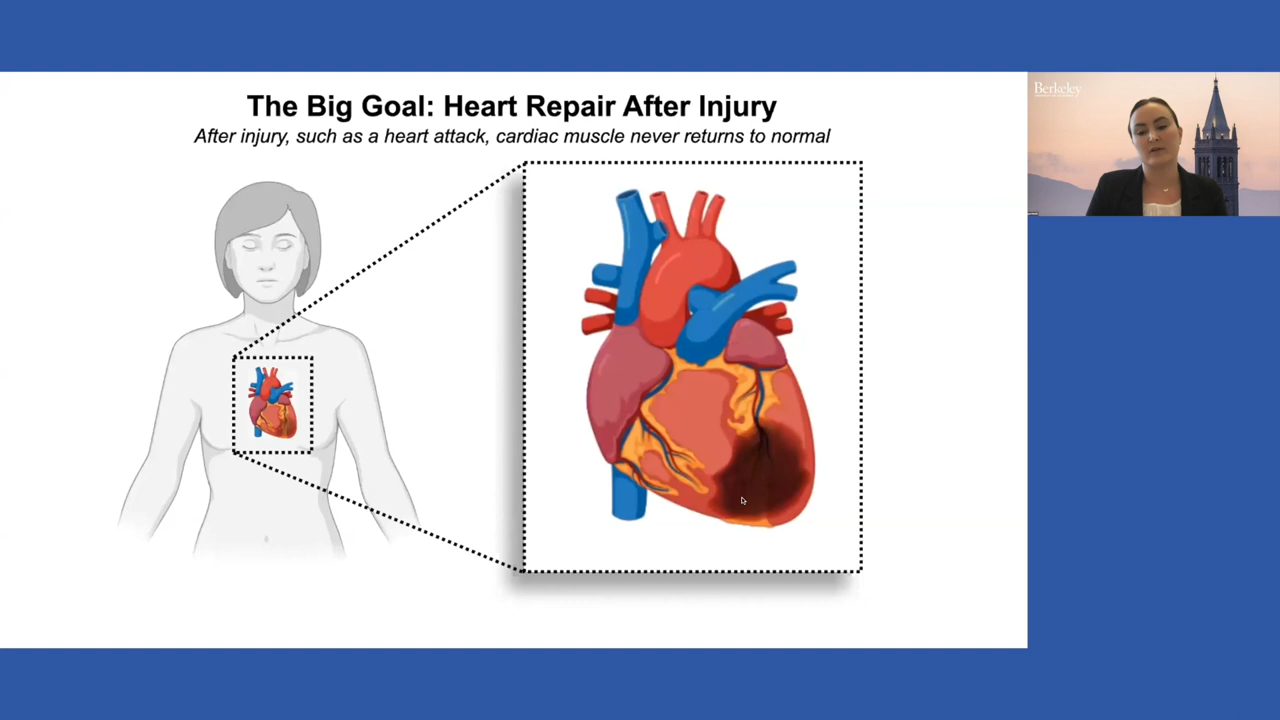 The Big Goal: Heart Repair After Injury
After injury, such as a heart attack, cardiac muscle never returns to normal
Berkeley